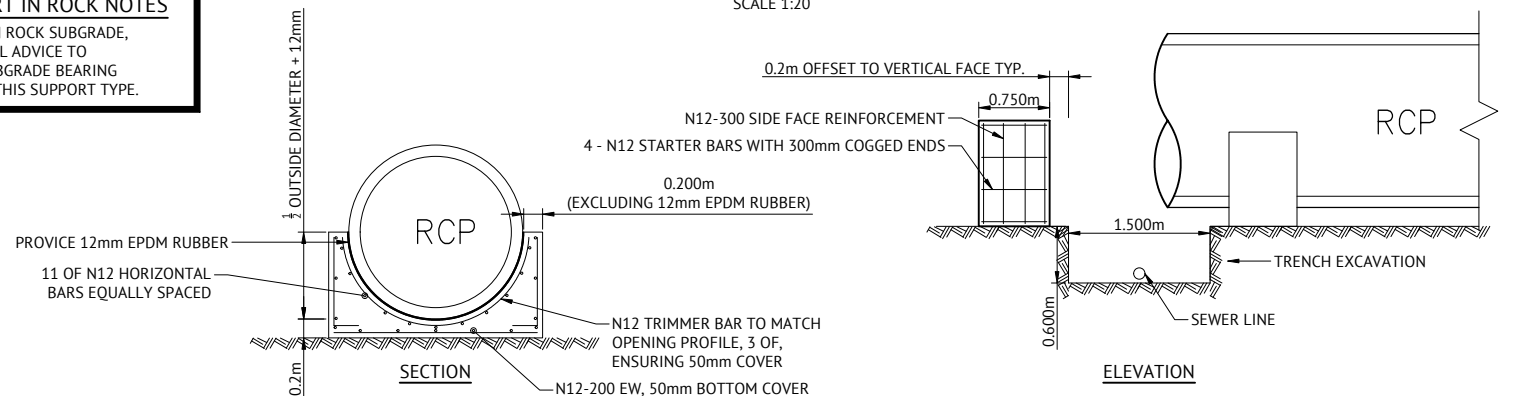 RT IN ROCK NOTES
ROCK SUBGRADE,
ADVICE TO
BGRADE BEARING
THIS SUPPORT TYPE.
SCALE 1:20
½ OUTSIDE DIAMETER + 12mm
RCP
PROVICE 12mm EPDM RUBBER
11 OF N12 HORIZONTAL
BARS EQUALLY SPACED
0.2m
SECTION
0.200m
(EXCLUDING 12mm EPDM RUBBER)
N12 TRIMMER BAR TO MATCH
OPENING PROFILE, 3 OF,
ENSURING 50mm COVER
N12-200 EW, 50mm BOTTOM COVER
0.2m OFFSET TO VERTICAL FACE TYP.
0.750m
N12-300 SIDE FACE REINFORCEMENT
4 - N12 STARTER BARS WITH 300mm COGGED ENDS
RCP
1.500m
TRENCH EXCAVATION
0.600m
SEWER LINE
ELEVATION